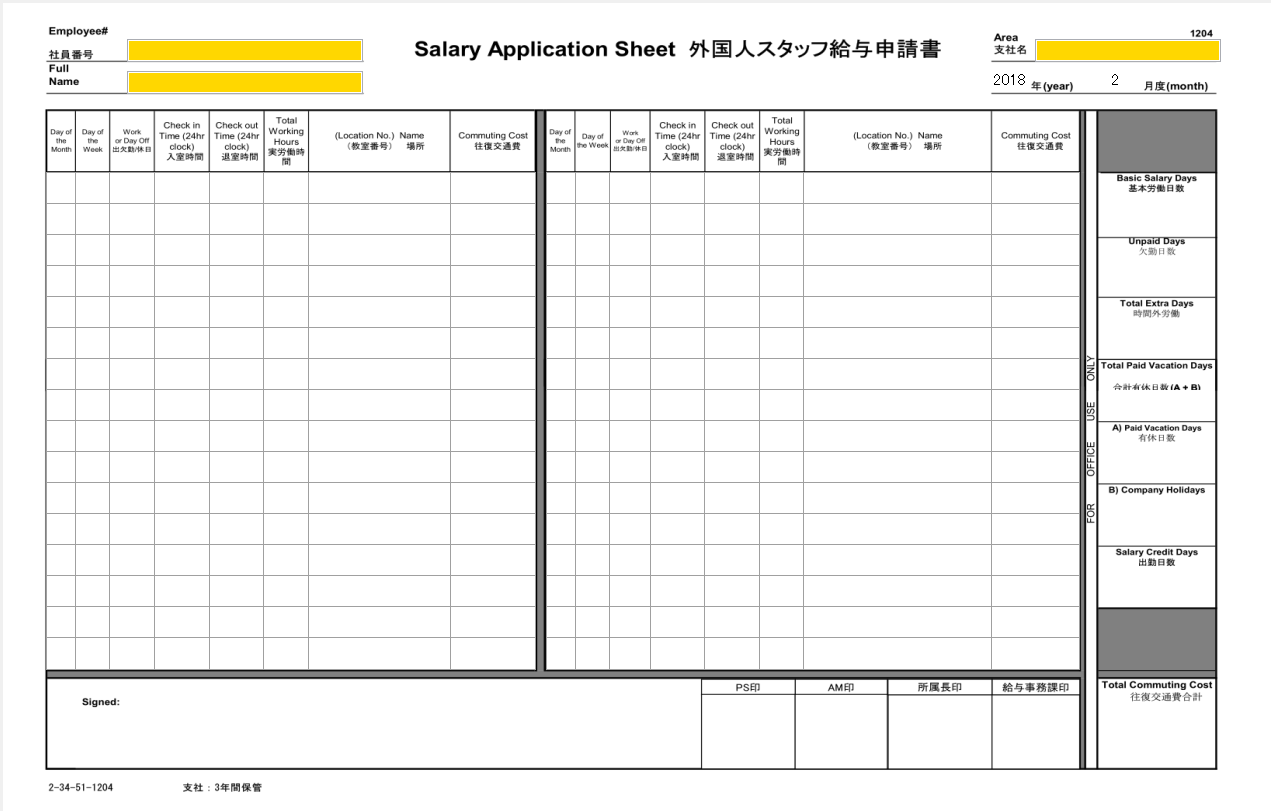 Employee#
社員番号
Full
Name
Salary Application Sheet 外国人スタッフ給与申請書
1204
Area
支社名
2018 年(year) 2 月度(month)
Day of
the
Month
Day of
the
Week
Work
or Day Off
出欠勤/休日
Check in
Time (24hr
clock)
入室時間
Check out
Time (24hr
clock)
退室時間
Total
Working
Hours
実労働時
間
(Location No.) Name
（教室番号） 場所
Commuting Cost
往復交通費
Day of
the
Month
Day of
the Week
Work
or Day Off
出欠勤/休日
Check in
Time (24hr
clock)
入室時間
Check out
Time (24hr
clock)
退室時間
Total
Working
Hours
実労働時
間
(Location No.) Name
（教室番号） 場所
Commuting Cost
往復交通費
FOR OFFICE USE ONLY
Basic Salary Days
基本労働日数
Unpaid Days
欠勤日数
Total Extra Days
時間外労働
Total Paid Vacation Days
合計有休日数(A + B)
A) Paid Vacation Days
有休日数
B) Company Holidays
Salary Credit Days
出勤日数
Total Commuting Cost
往復交通費合計
Signed:
PS印
AM印
所属長印
給与事務課印
2-34-51-1204
支社：3年間保管